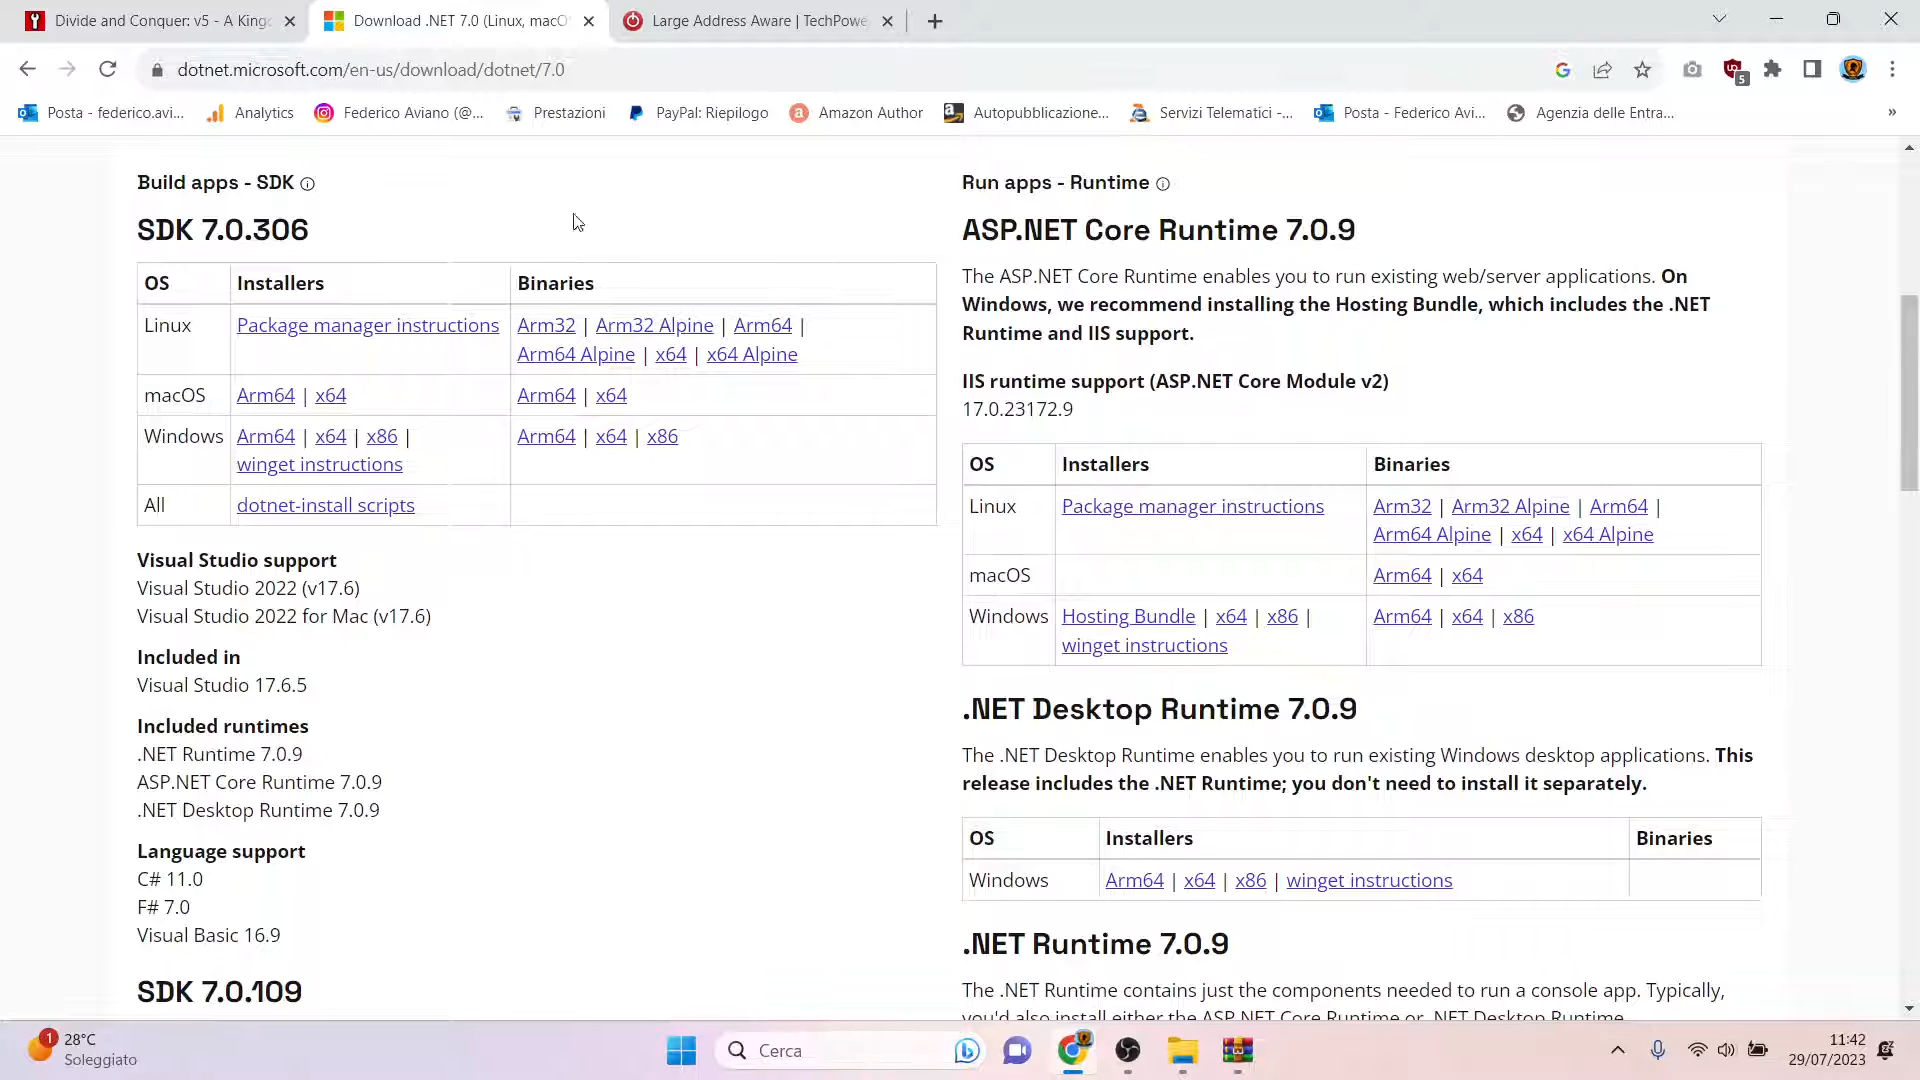 Divide and Conquer: v5 - A King
Download .NET 7.0 (Linux, macO
Large Address Aware | TechPowe
dotnet.microsoft.com/en-us/download/dotnet/7.0
5
Posta - federico.avi...
Analytics
Federico Aviano (@...
Prestazioni
PayPal: Riepilogo
Amazon Author
Autopubblicazione...
Servizi Telematici -...
Posta - Federico Avi...
Agenzia delle Entra...
»
Build apps - SDK
SDK 7.0.306
OS Installers Binaries
Linux Package manager instructions Arm32 | Arm32 Alpine | Arm64 |
Arm64 Alpine | x64 | x64 Alpine
macOS Arm64 | x64 Arm64 | x64
Windows Arm64 | x64 | x86 | Arm64 | x64 | x86
winget instructions
All dotnet-install scripts
Visual Studio support
Visual Studio 2022 (v17.6)
Visual Studio 2022 for Mac (v17.6)
Included in
Visual Studio 17.6.5
Included runtimes
.NET Runtime 7.0.9
ASP.NET Core Runtime 7.0.9
.NET Desktop Runtime 7.0.9
Language support
C# 11.0
F# 7.0
Visual Basic 16.9
SDK 7.0.109
Run apps - Runtime
ASP.NET Core Runtime 7.0.9
The ASP.NET Core Runtime enables you to run existing web/server applications. On
Windows, we recommend installing the Hosting Bundle, which includes the .NET
Runtime and IIS support.
IIS runtime support (ASP.NET Core Module v2)
17.0.23172.9
OS Installers Binaries
Linux Package manager instructions Arm32 | Arm32 Alpine | Arm64 |
Arm64 Alpine | x64 | x64 Alpine
macOS Arm64 | x64
Windows Hosting Bundle | x64 | x86 | Arm64 | x64 | x86
winget instructions
.NET Desktop Runtime 7.0.9
The .NET Desktop Runtime enables you to run existing Windows desktop applications. This
release includes the .NET Runtime; you don't need to install it separately.
OS Installers Binaries
Windows Arm64 | x64 | x86 | winget instructions
.NET Runtime 7.0.9
The .NET Runtime contains just the components needed to run a console app. Typically,
you'd also install either the ASP.NET Core Runtime or .NET Desktop Runtime.
1
28°C
Soleggiato
Cerca
11:42
29/07/2023